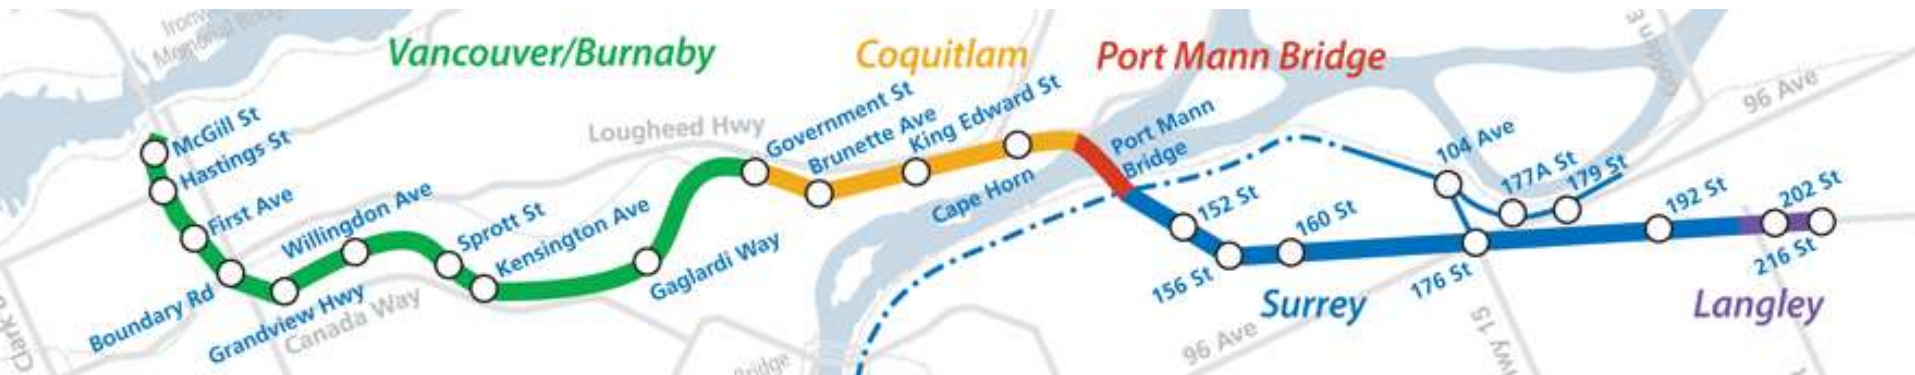 Vancouver/Burnaby
Coquitlam
Port Mann Bridge
Memorial
McGill St
Hastings St
First Ave
Boundary Rd
Grandview Hwy
Willingdon Ave
Canada Way
Sprott St
Kensington Ave
Gaglardi Way
Lougheed Hwy
Government St
Brunette Ave
King Edward St
Cape Horn
Port Mann
Bridge
152 St
156 St
160 St
Surrey
96 Ave
176 St
104 Ave
177A St
179 St
96 Ave
192 St
202 St
216 St
Langley
Hwy 15
Bridge